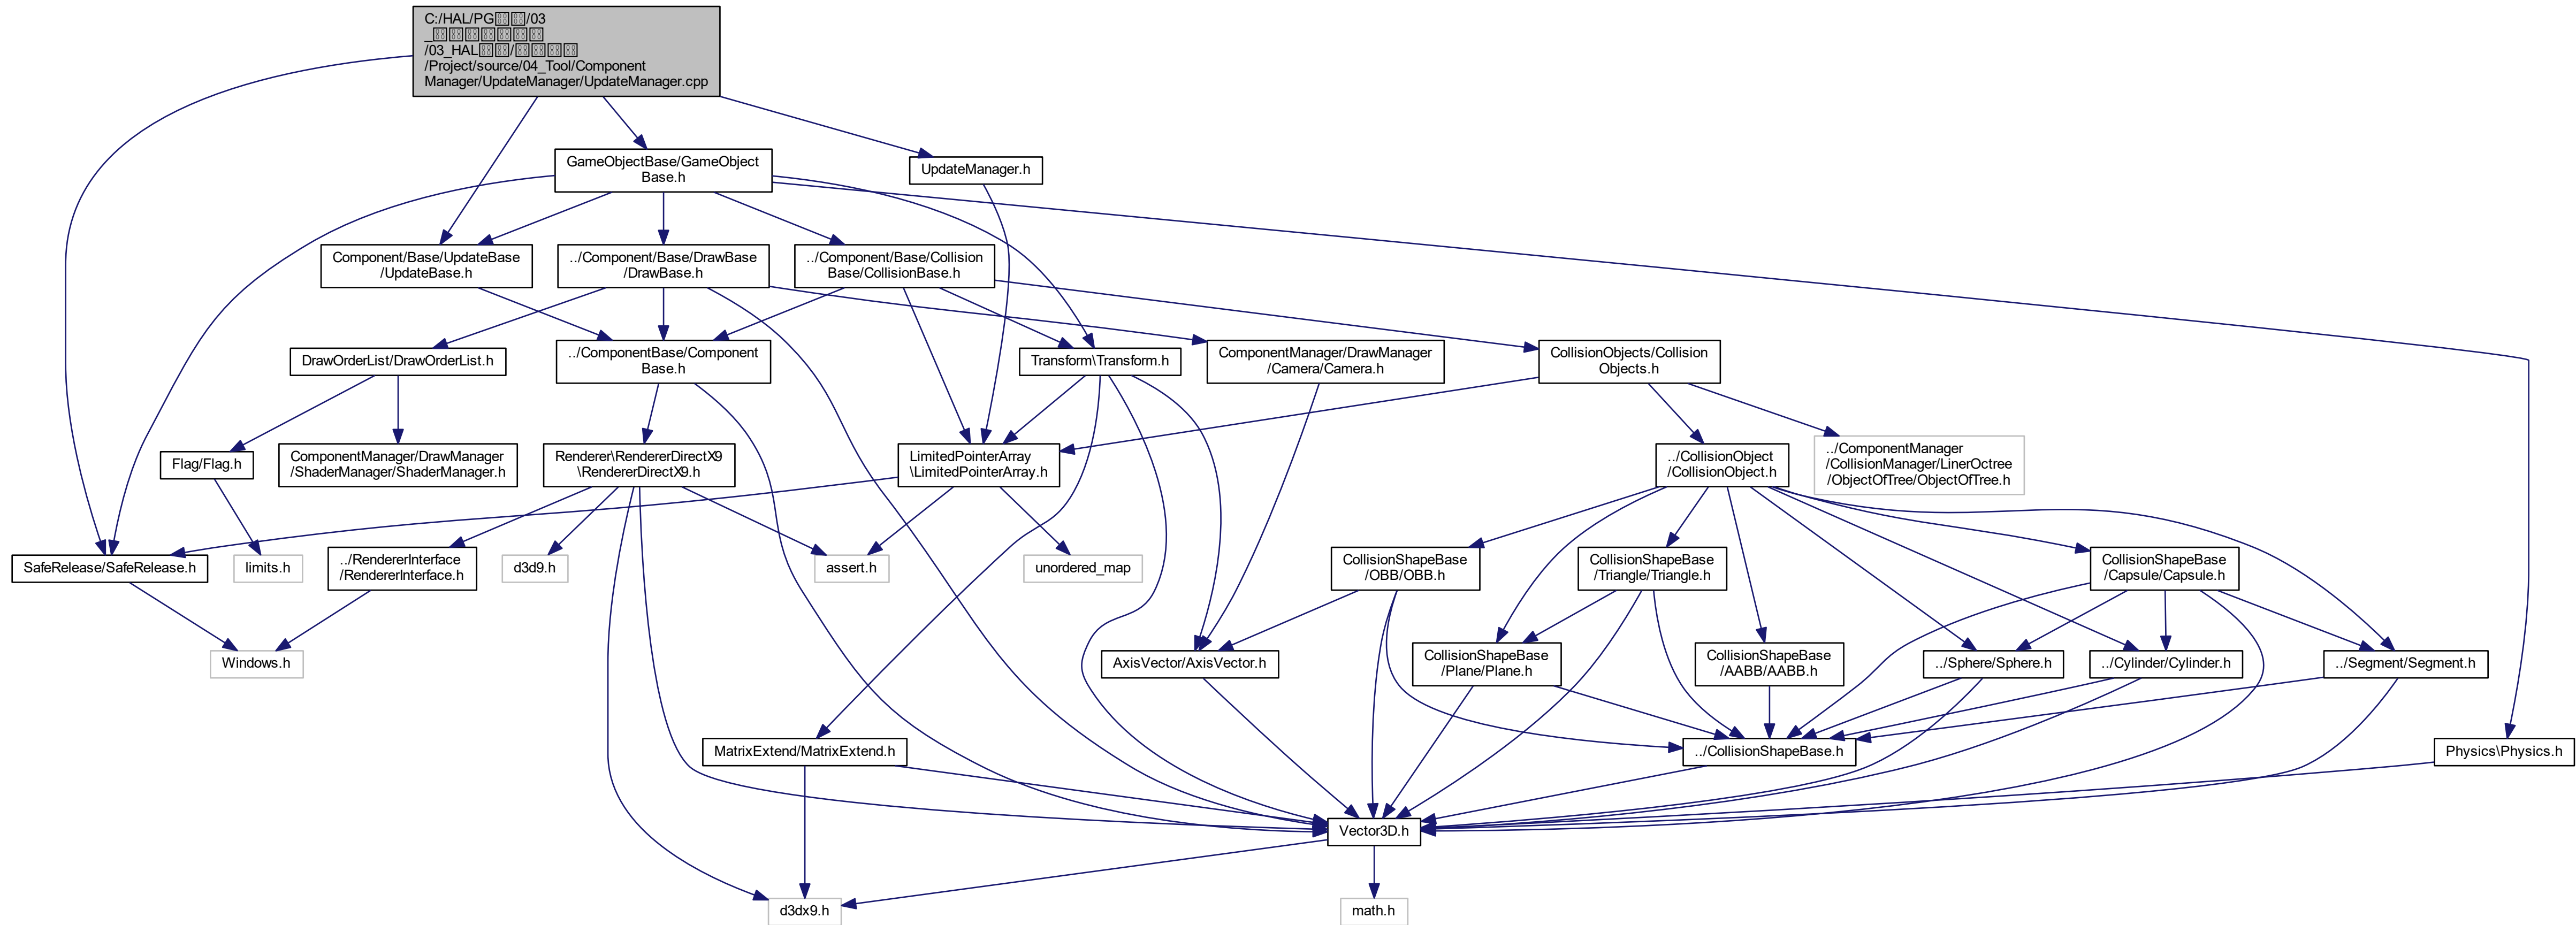 C:/HAL/PG/03
_
/03_HAL/
/Project/source/04_Tool/Component
Manager/UpdateManager/UpdateManager.cpp
GameObjectBase/GameObject
Base.h
UpdateManager.h
Component/Base/UpdateBase
/UpdateBase.h
../Component/Base/DrawBase
/DrawBase.h
../Component/Base/Collision
Base/CollisionBase.h
DrawOrderList/DrawOrderList.h
../ComponentBase/Component
Base.h
Transform\Transform.h
ComponentManager/DrawManager
/Camera/Camera.h
CollisionObjects/Collision
Objects.h
Flag/Flag.h
ComponentManager/DrawManager
/ShaderManager/ShaderManager.h
Renderer\RendererDirectX9
\RendererDirectX9.h
LimitedPointerArray
\LimitedPointerArray.h
../CollisionObject
/CollisionObject.h
../ComponentManager
/CollisionManager/LinerOctree
/ObjectOfTree/ObjectOfTree.h
SafeRelease/SafeRelease.h
limits.h
../RendererInterface
/RendererInterface.h
d3d9.h
assert.h
unordered_map
CollisionShapeBase
/OBB/OBB.h
CollisionShapeBase
/Triangle/Triangle.h
CollisionShapeBase
/Capsule/Capsule.h
Windows.h
AxisVector/AxisVector.h
CollisionShapeBase
/Plane/Plane.h
CollisionShapeBase
/AABB/AABB.h
../Sphere/Sphere.h
../Cylinder/Cylinder.h
../Segment/Segment.h
MatrixExtend/MatrixExtend.h
../CollisionShapeBase.h
Physics\Physics.h
Vector3D.h
d3dx9.h
math.h